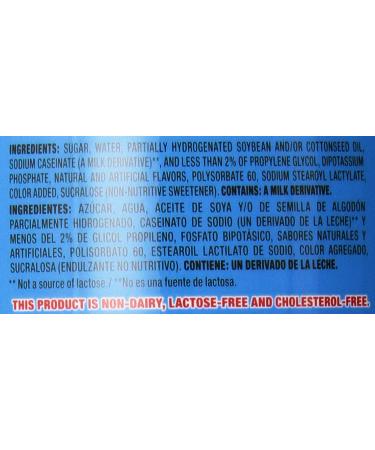 INGREDIENTS: SUGAR, WATER, PARTIALLY HYDROGENATED SOYBEAN AND/OR COTTONSEED OIL,
SODIUM CASEINATE (A MILK DERIVATIVE)**, AND LESS THAN 2% OF PROPYLENE GLYCOL, DIPOTASSIUM
PHOSPHATE, NATURAL AND ARTIFICIAL FLAVORS, POLYSORBATE 60, SODIUM STEAROYL LACTYLATE,
COLOR ADDED, SUCRALOSE (NON-NUTRITIVE SWEETENER). CONTAINS: A MILK DERIVATIVE.
INGREDIENTES: AZÚCAR, AGUA, ACEITE DE SOYA Y/O DE SEMILLA DE ALGODÓN
PARCIALMENTE HIDROGENADO, CASEINATO DE SODIO (UN DERIVADO DE LA LECHE)** Y
MENOS DEL 2% DE GLICOL PROPILENO, FOSFATO BIPOTÁSICO, SABORES NATURALES Y
ARTIFICIALES, POLISORBATO 60, ESTEAROIL LACTILATO DE SODIO, COLOR AGREGADO,
SUCRALOSA (ENDULZANTE NO NUTRITIVO). CONTIENE: UN DERIVADO DE LA LECHE.
**Not a source of lactose./ **No es una fuente de lactosa.
THIS PRODUCT IS NON-DAIRY, LACTOSE-FREE AND CHOLESTEROL-FREE.